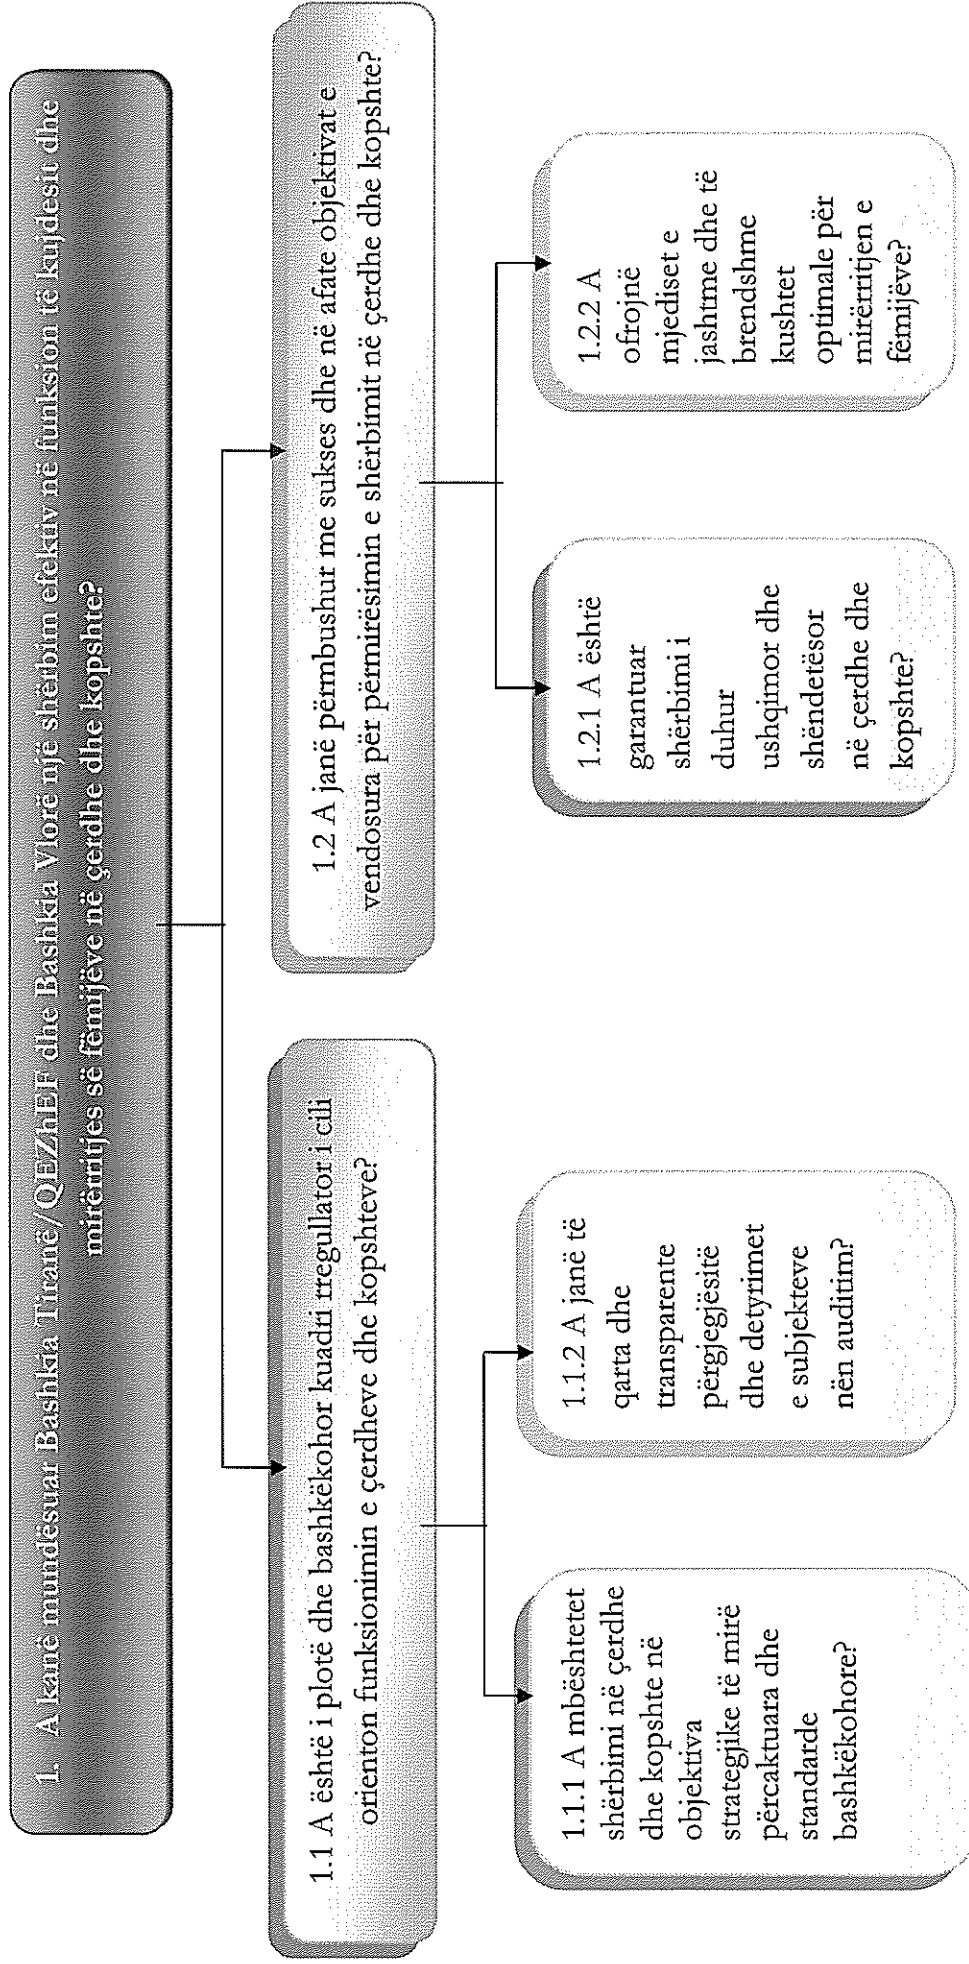 1. A kanë mundësuar Bashkia Tiranë/QEZhEF dhe Bashkia Vlorë një shërbim efektiv në funksion të kujdesit dhe
mirërritjes së fëmijëve në çerdhe dhe kopshte?
1.1 A është i plotë dhe bashkëkohor kuadri rregullator i cili
orienton funksionimin e çerdheve dhe kopshteve?
1.2 A janë përmbushur me sukses dhe në afate objektivat e
vendosura për përmirësimin e shërbimit në çerdhe dhe kopshte?
1.1.1 A mbështetet
shërbimi në çerdhe
dhe kopshte në
objektiva
strategjike të mirë
përcaktuara dhe
standarde
bashkëkohore?
1.1.2 A janë të
qarta dhe
transparente
përgjegjësitë
dhe detyrimet
e subjekteve
nën auditim?
1.2.1 A është
garantuar
shërbimi i
duhur
ushqimor dhe
shëndetësor
në çerdhe dhe
kopshte?
1.2.2 A
ofrojnë
mjediset e
jashtme dhe të
brendshme
kushtet
optimale për
mirërritjen e
fëmijëve?